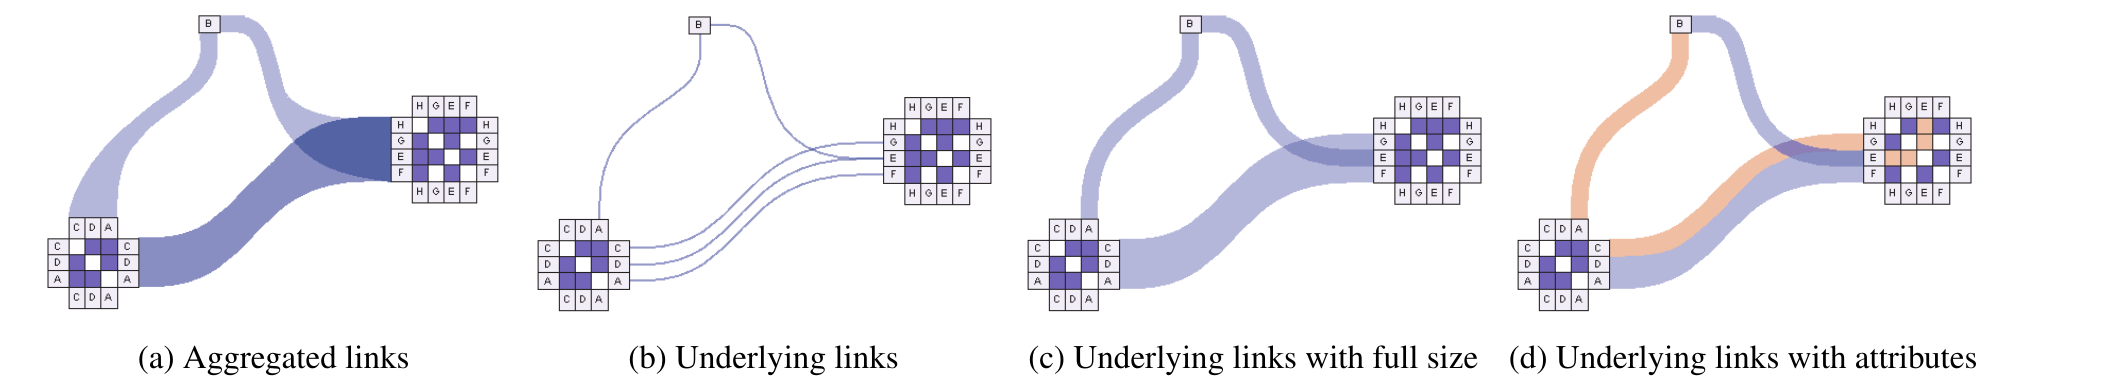 B
H G E F
H H
G G
E E
F F
H G E F
C D A
C C
D D
A A
C D A
(a) Aggregated links
B
H G E F
H H
G G
E E
F F
H G E F
C D A
C C
D D
A A
C D A
(b) Underlying links
B
H G E F
H H
G G
E E
F F
H G E F
C D A
C C
D D
A A
C D A
(c) Underlying links with full size
B
H G E F
H H
G G
E E
F F
H G E F
C D A
C C
D D
A A
C D A
(d) Underlying links with attributes